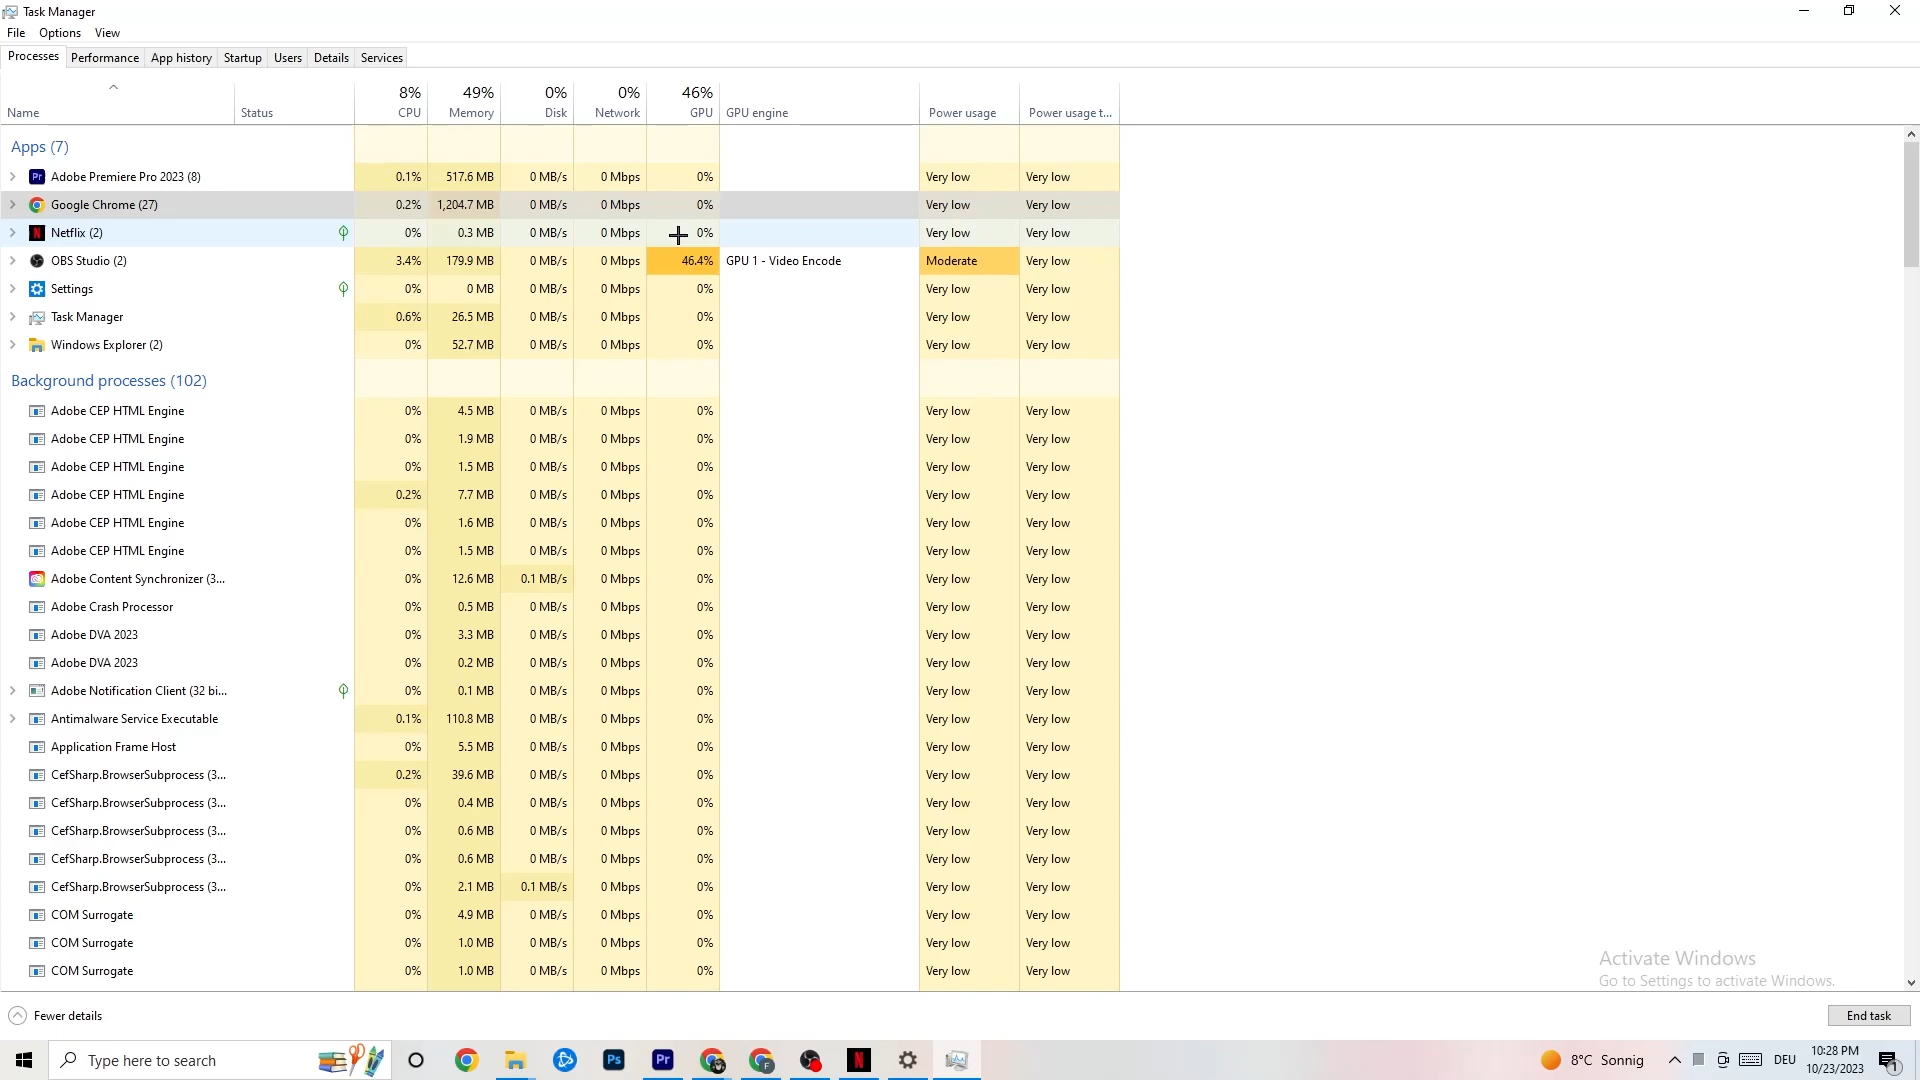 Task Manager
File Options View
Processes Performance App history Startup Users Details Services
8% 49% 0% 0% 46%
Name Status CPU Memory Disk Network GPU GPU engine Power usage Power usage t...
Apps (7)
Pr Adobe Premiere Pro 2023 (8) 0.1% 517.6 MB 0 MB/s 0 Mbps 0% Very low Very low
Google Chrome (27) 0.2% 1,204.7 MB 0 MB/s 0 Mbps 0% Very low Very low
N Netflix (2) 0% 0.3 MB 0 MB/s 0 Mbps 0% Very low Very low
OBS Studio (2) 3.4% 179.9 MB 0 MB/s 0 Mbps 46.4% GPU 1 - Video Encode Moderate Very low
Settings 0% 0 MB 0 MB/s 0 Mbps 0% Very low Very low
Task Manager 0.6% 26.5 MB 0 MB/s 0 Mbps 0% Very low Very low
Windows Explorer (2) 0% 52.7 MB 0 MB/s 0 Mbps 0% Very low Very low
Background processes (102)
Adobe CEP HTML Engine 0% 4.5 MB 0 MB/s 0 Mbps 0% Very low Very low
Adobe CEP HTML Engine 0% 1.9 MB 0 MB/s 0 Mbps 0% Very low Very low
Adobe CEP HTML Engine 0% 1.5 MB 0 MB/s 0 Mbps 0% Very low Very low
Adobe CEP HTML Engine 0.2% 7.7 MB 0 MB/s 0 Mbps 0% Very low Very low
Adobe CEP HTML Engine 0% 1.6 MB 0 MB/s 0 Mbps 0% Very low Very low
Adobe CEP HTML Engine 0% 1.5 MB 0 MB/s 0 Mbps 0% Very low Very low
Adobe Content Synchronizer (3... 0% 12.6 MB 0.1 MB/s 0 Mbps 0% Very low Very low
Adobe Crash Processor 0% 0.5 MB 0 MB/s 0 Mbps 0% Very low Very low
Adobe DVA 2023 0% 3.3 MB 0 MB/s 0 Mbps 0% Very low Very low
Adobe DVA 2023 0% 0.2 MB 0 MB/s 0 Mbps 0% Very low Very low
Adobe Notification Client (32 bi... 0% 0.1 MB 0 MB/s 0 Mbps 0% Very low Very low
Antimalware Service Executable 0.1% 110.8 MB 0 MB/s 0 Mbps 0% Very low Very low
Application Frame Host 0% 5.5 MB 0 MB/s 0 Mbps 0% Very low Very low
CefSharp.BrowserSubprocess (3... 0.2% 39.6 MB 0 MB/s 0 Mbps 0% Very low Very low
CefSharp.BrowserSubprocess (3... 0% 0.4 MB 0 MB/s 0 Mbps 0% Very low Very low
CefSharp.BrowserSubprocess (3... 0% 0.6 MB 0 MB/s 0 Mbps 0% Very low Very low
CefSharp.BrowserSubprocess (3... 0% 0.6 MB 0 MB/s 0 Mbps 0% Very low Very low
CefSharp.BrowserSubprocess (3... 0% 2.1 MB 0.1 MB/s 0 Mbps 0% Very low Very low
COM Surrogate 0% 4.9 MB 0 MB/s 0 Mbps 0% Very low Very low
COM Surrogate 0% 1.0 MB 0 MB/s 0 Mbps 0% Very low Very low
COM Surrogate 0% 1.0 MB 0 MB/s 0 Mbps 0% Very low Very low
Activate Windows
Go to Settings to activate Windows.
Fewer details End task
Type here to search Ps Pr F N 8°C Sonnig DEU 10:28 PM
10/23/2023 1